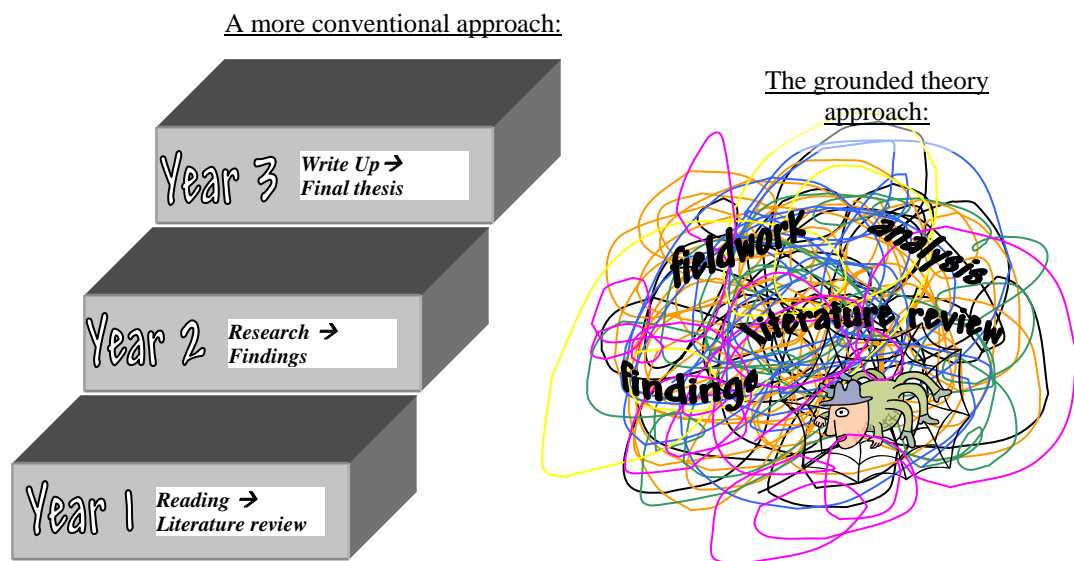 A more conventional approach:
Year 3
Write Up →
Final thesis
Year 2
Research →
Findings
Year 1
Reading →
Literature review
The grounded theory
approach:
fieldwork
analysis
Literature review
findings